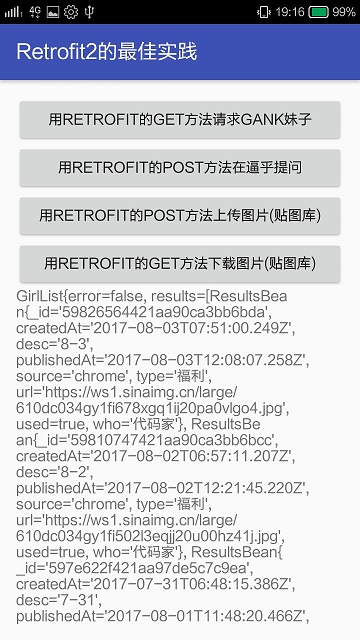 4G 19:16 99%
Retrofit2的最佳实践
用RETROFIT的GET方法请求GANK妹子
用RETROFIT的POST方法在逼乎提问
用RETROFIT的POST方法上传图片(贴图库)
用RETROFIT的GET方法下载图片(贴图库)
GirlList{error=false, results=[ResultsBea
n{_id='59826564421aa90ca3bb6bda',
createdAt='2017-08-03T07:51:00.249Z',
desc='8-3',
publishedAt='2017-08-03T12:08:07.258Z',
source='chrome', type='福利',
url='https://ws1.sinaimg.cn/large/
610dc034gy1fi678xgq1ij20pa0vlgo4.jpg',
used=true, who='代码家'}, ResultsBe
an{_id='59810747421aa90ca3bb6bcc',
createdAt='2017-08-02T06:57:11.207Z',
desc='8-2',
publishedAt='2017-08-02T12:21:45.220Z',
source='chrome', type='福利',
url='https://ws1.sinaimg.cn/large/
610dc034gy1fi502l3eqjj20u00hz41j.jpg',
used=true, who='代码家'}, ResultsBean{
_id='597e622f421aa97de5c7c9ea',
createdAt='2017-07-31T06:48:15.386Z',
desc='7-31',
publishedAt='2017-08-01T11:48:20.466Z',